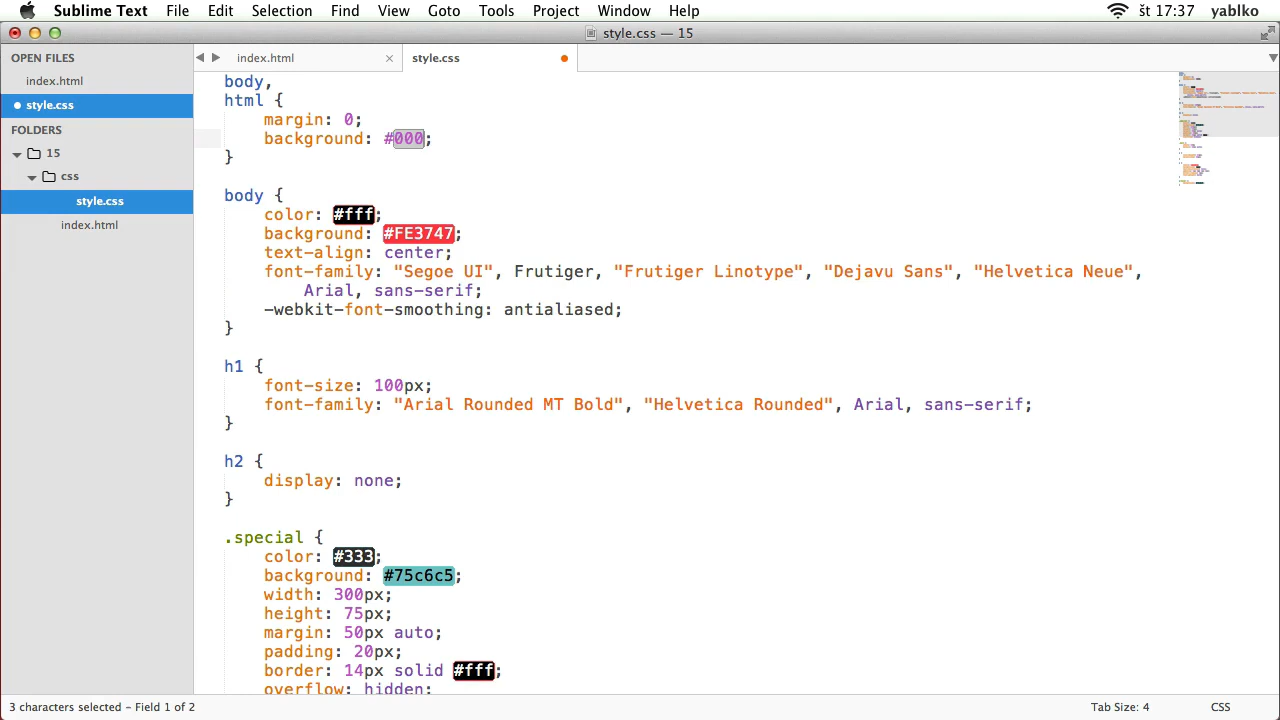 Sublime Text File Edit Selection Find View Goto Tools Project Window Help št 17:37 yablko
style.css — 15
OPEN FILES
index.html
style.css
FOLDERS
15
css
style.css
index.html
index.html × style.css
body,
html {
margin: 0;
background: #000;
}
body {
color: #fff;
background: #FE3747;
text-align: center;
font-family: "Segoe UI", Frutiger, "Frutiger Linotype", "Dejavu Sans", "Helvetica Neue",
Arial, sans-serif;
-webkit-font-smoothing: antialiased;
}
h1 {
font-size: 100px;
font-family: "Arial Rounded MT Bold", "Helvetica Rounded", Arial, sans-serif;
}
h2 {
display: none;
}
.special {
color: #333;
background: #75c6c5;
width: 300px;
height: 75px;
margin: 50px auto;
padding: 20px;
border: 14px solid #fff;
overflow: hidden;
3 characters selected - Field 1 of 2 Tab Size: 4 CSS